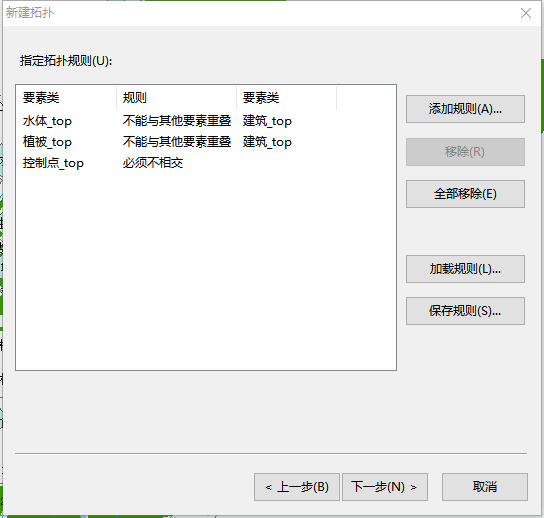 新建拓扑
指定拓扑规则(U):
要素类 规则 要素类
水体_top 不能与其他要素重叠 建筑_top
植被_top 不能与其他要素重叠 建筑_top
控制点_top 必须不相交
添加规则(A)...
移除(R)
全部移除(E)
加载规则(L)...
保存规则(S)...
< 上一步(B) 下一步(N) > 取消